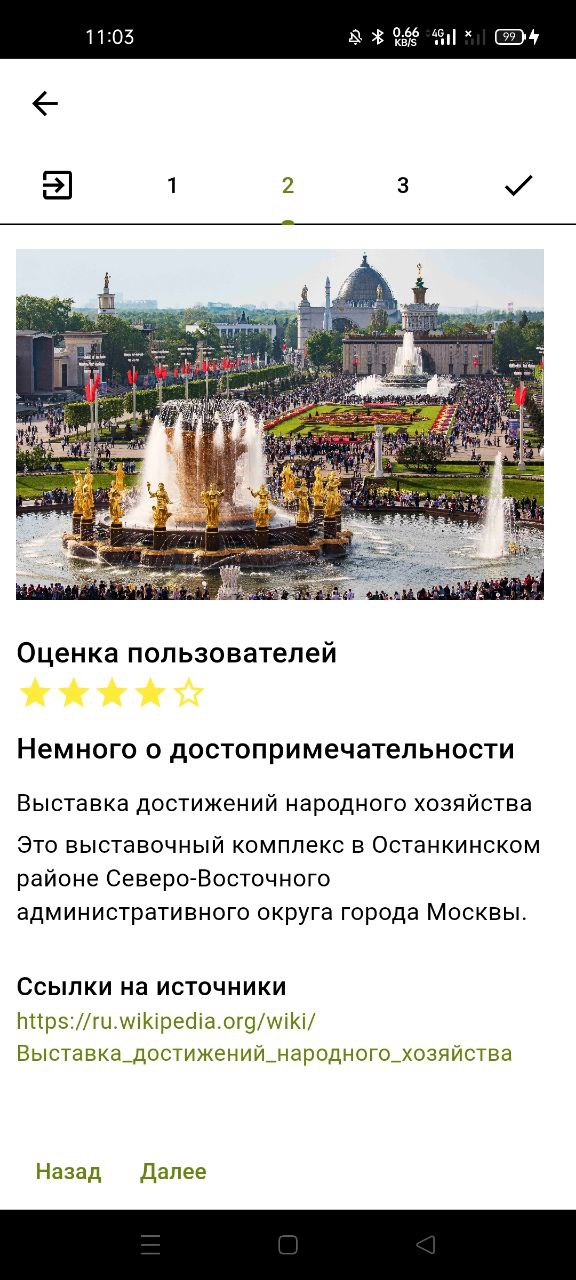 11:03
0.66
KB/S
4G
99
1
2
3
Оценка пользователей
Немного о достопримечательности
Выставка достижений народного хозяйства
Это выставочный комплекс в Останкинском
районе Северо-Восточного
административного округа города Москвы.
Ссылки на источники
https://ru.wikipedia.org/wiki/
Выставка_достижений_народного_хозяйства
Назад
Далее